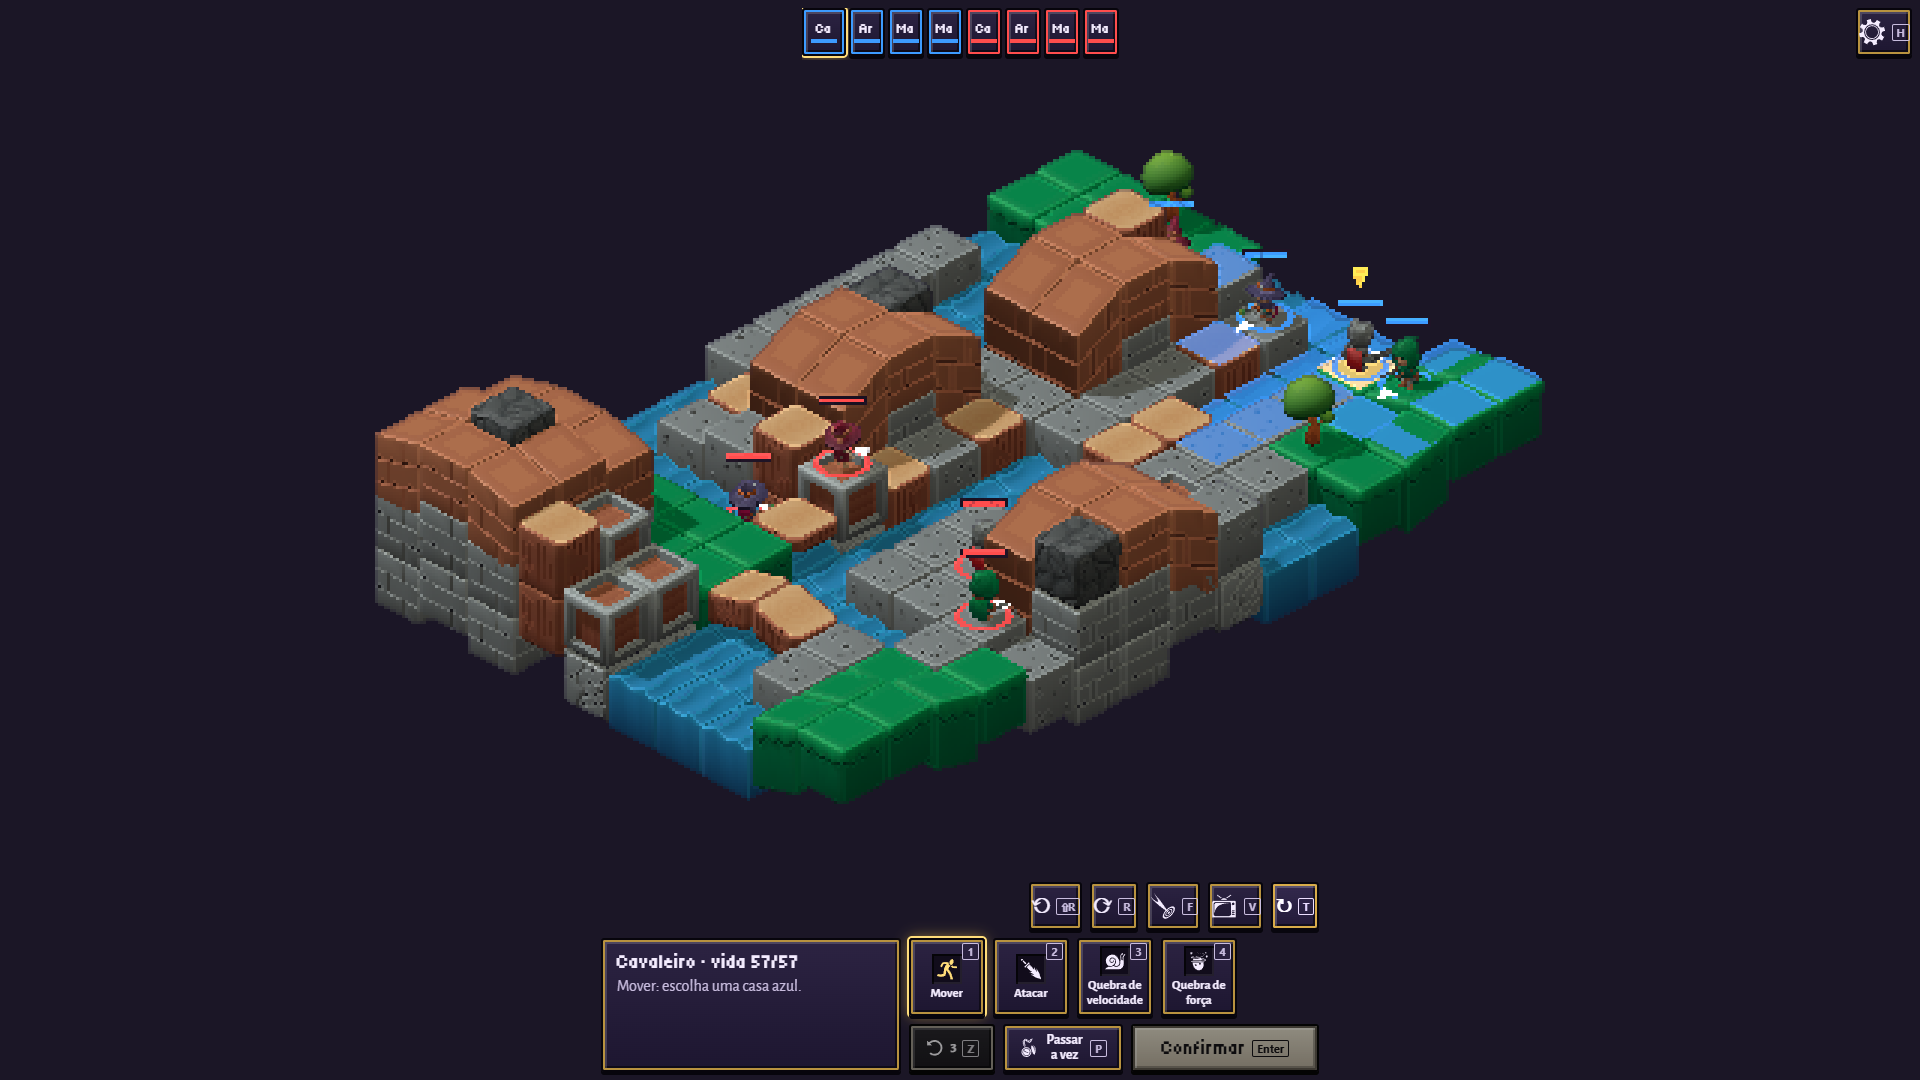 Ca Ar Ma Ma Ca Ar Ma Ma
H
R R F V T
Cavaleiro · vida 57/57
Mover: escolha uma casa azul.
1 2 3 4
Mover
Atacar
Quebra de
velocidade
Quebra de
força
3 Z
Passar
a vez P
Confirmar Enter